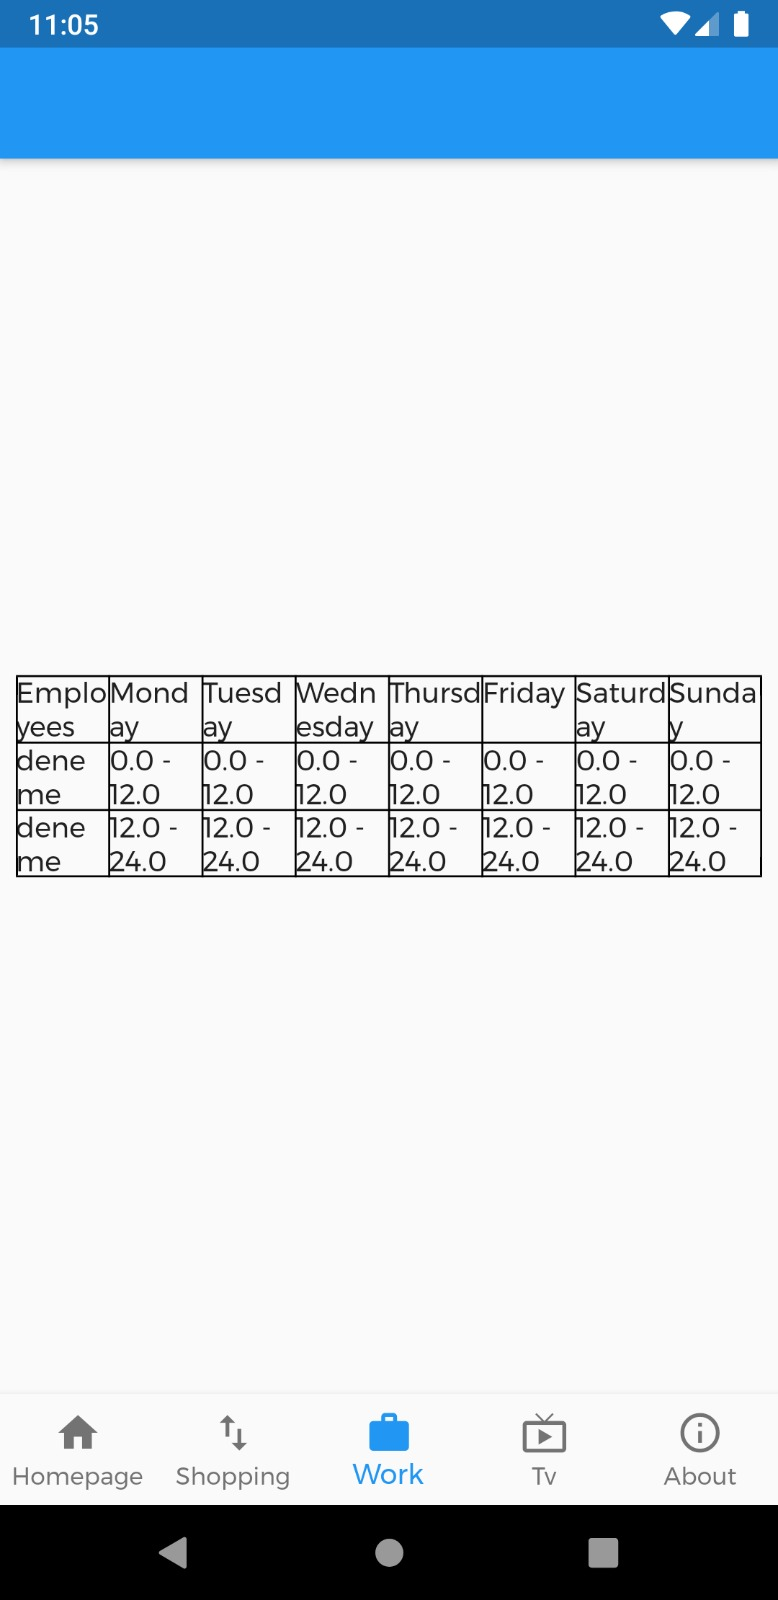 11:05
Emplo Mond Tuesd Wedn Thursd Friday Saturd Sunda
yees ay ay esday ay ay y
dene 0.0 - 0.0 - 0.0 - 0.0 - 0.0 - 0.0 - 0.0 -
me 12.0 12.0 12.0 12.0 12.0 12.0 12.0
dene 12.0 - 12.0 - 12.0 - 12.0 - 12.0 - 12.0 - 12.0 -
me 24.0 24.0 24.0 24.0 24.0 24.0 24.0
Homepage Shopping Work Tv About